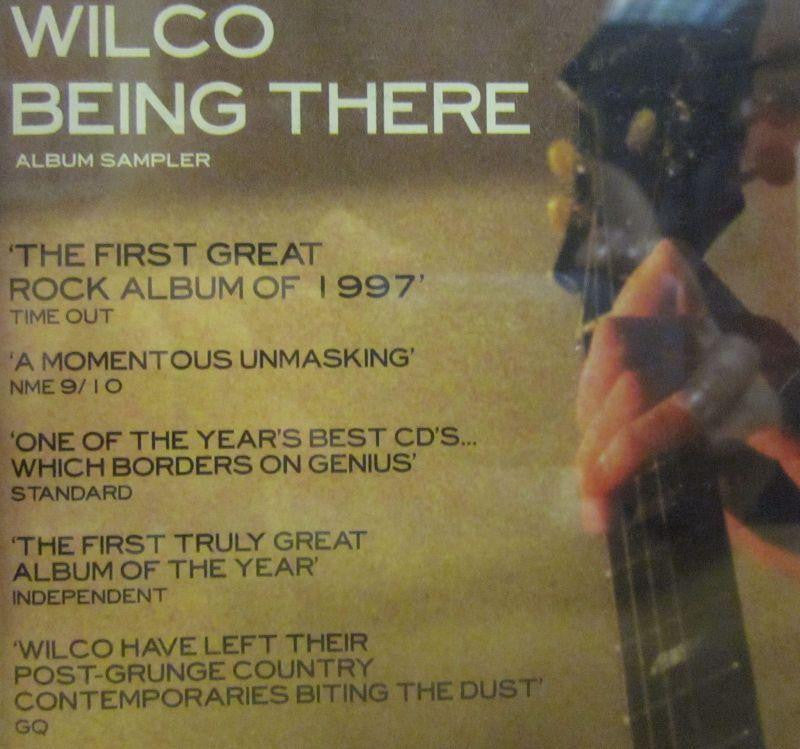 WILCO
BEING THERE
ALBUM SAMPLER
'THE FIRST GREAT
ROCK ALBUM OF 1997'
TIME OUT
'A MOMENTOUS UNMASKING'
NME 9/10
'ONE OF THE YEAR'S BEST CD'S...
WHICH BORDERS ON GENIUS'
STANDARD
'THE FIRST TRULY GREAT
ALBUM OF THE YEAR'
INDEPENDENT
'WILCO HAVE LEFT THEIR
POST-GRUNGE COUNTRY
CONTEMPORARIES BITING THE DUST'
GQ